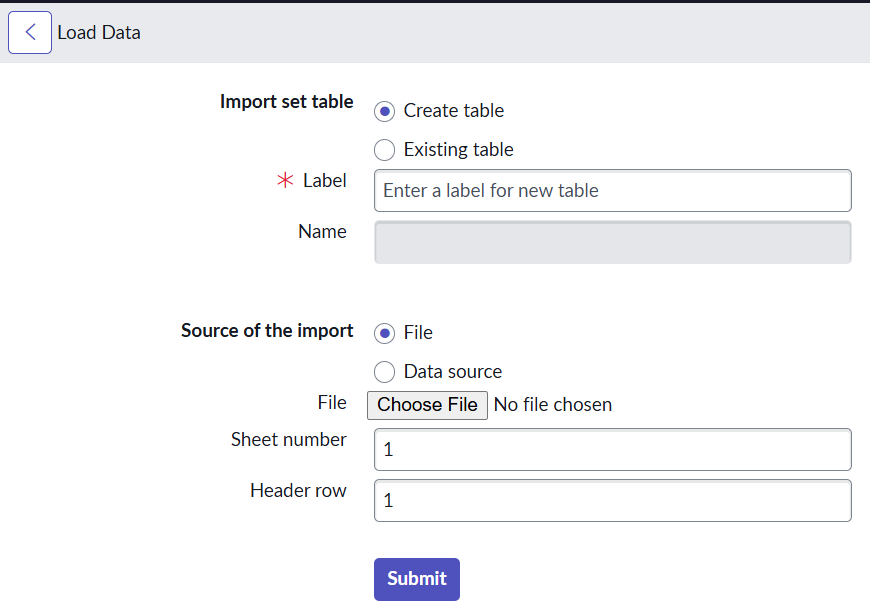 Load Data
Import set table
Create table
Existing table
* Label
Enter a label for new table
Name
Source of the import
File
Data source
File
Choose File No file chosen
Sheet number
1
Header row
1
Submit